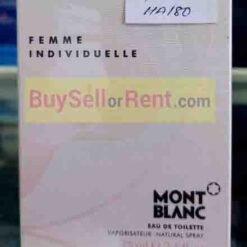 MA180
FEMME
INDIVIDUELLE
BuySellorRent.com
MONT
BLANC
EAU DE TOILETTE
VAPORISATEUR NATURAL SPRAY